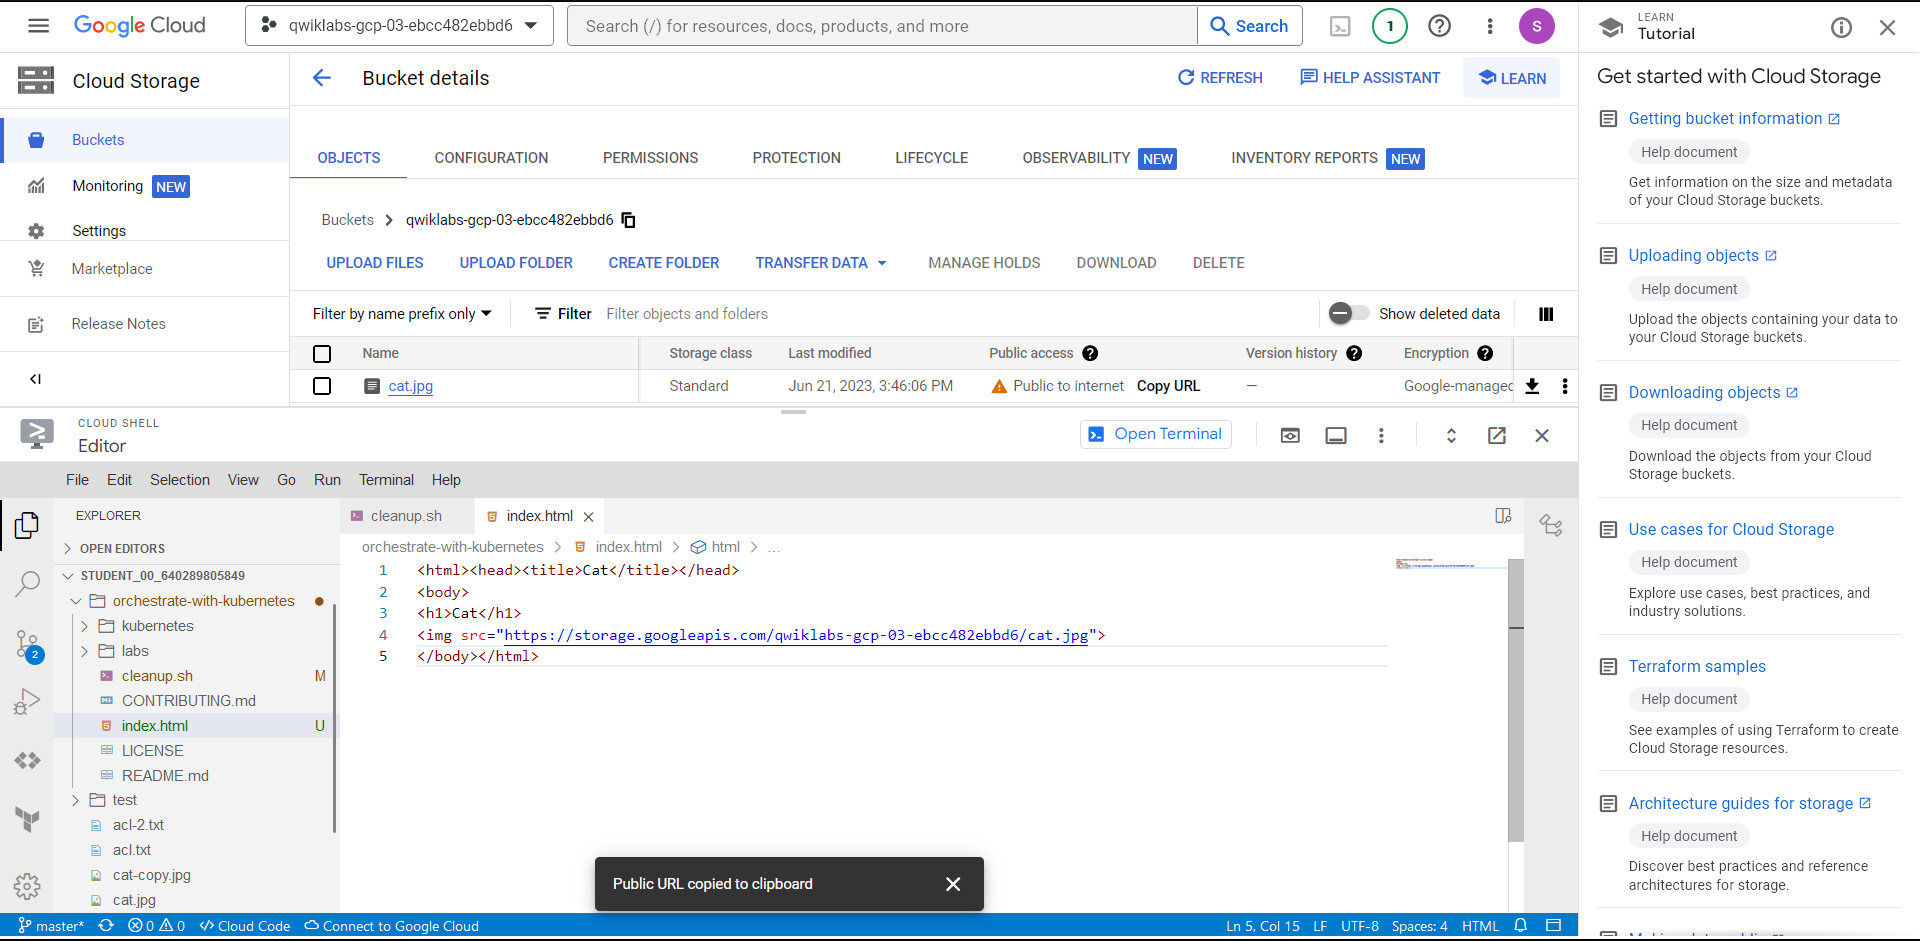 Google Cloud
qwiklabs-gcp-03-ebcc482ebbd6
Search (/) for resources, docs, products, and more
Search
1
S
LEARN
Tutorial
Cloud Storage
Bucket details
REFRESH
HELP ASSISTANT
LEARN
Get started with Cloud Storage
Buckets
Monitoring NEW
Settings
Marketplace
Release Notes
OBJECTS CONFIGURATION PERMISSIONS PROTECTION LIFECYCLE OBSERVABILITY NEW INVENTORY REPORTS NEW
Buckets > qwiklabs-gcp-03-ebcc482ebbd6
UPLOAD FILES UPLOAD FOLDER CREATE FOLDER TRANSFER DATA MANAGE HOLDS DOWNLOAD DELETE
Filter by name prefix only Filter Filter objects and folders Show deleted data
Name Storage class Last modified Public access Version history Encryption
cat.jpg Standard Jun 21, 2023, 3:46:06 PM Public to internet Copy URL — Google-managed
CLOUD SHELL
Editor
Open Terminal
File Edit Selection View Go Run Terminal Help
EXPLORER
OPEN EDITORS
STUDENT_00_640289805849
orchestrate-with-kubernetes
kubernetes
labs
cleanup.sh M
CONTRIBUTING.md
index.html U
LICENSE
README.md
test
acl-2.txt
acl.txt
cat-copy.jpg
cat.jpg
2
cleanup.sh
index.html
orchestrate-with-kubernetes > index.html > html > ...
1 <html><head><title>Cat</title></head>
2 <body>
3 <h1>Cat</h1>
4 <img src="https://storage.googleapis.com/qwiklabs-gcp-03-ebcc482ebbd6/cat.jpg">
5 </body></html>
Public URL copied to clipboard
master* 0 0 Cloud Code Connect to Google Cloud
Ln 5, Col 15 LF UTF-8 Spaces: 4 HTML
Getting bucket information
Help document
Get information on the size and metadata
of your Cloud Storage buckets.
Uploading objects
Help document
Upload the objects containing your data to
your Cloud Storage buckets.
Downloading objects
Help document
Download the objects from your Cloud
Storage buckets.
Use cases for Cloud Storage
Help document
Explore use cases, best practices, and
industry solutions.
Terraform samples
Help document
See examples of using Terraform to create
Cloud Storage resources.
Architecture guides for storage
Help document
Discover best practices and reference
architectures for storage.